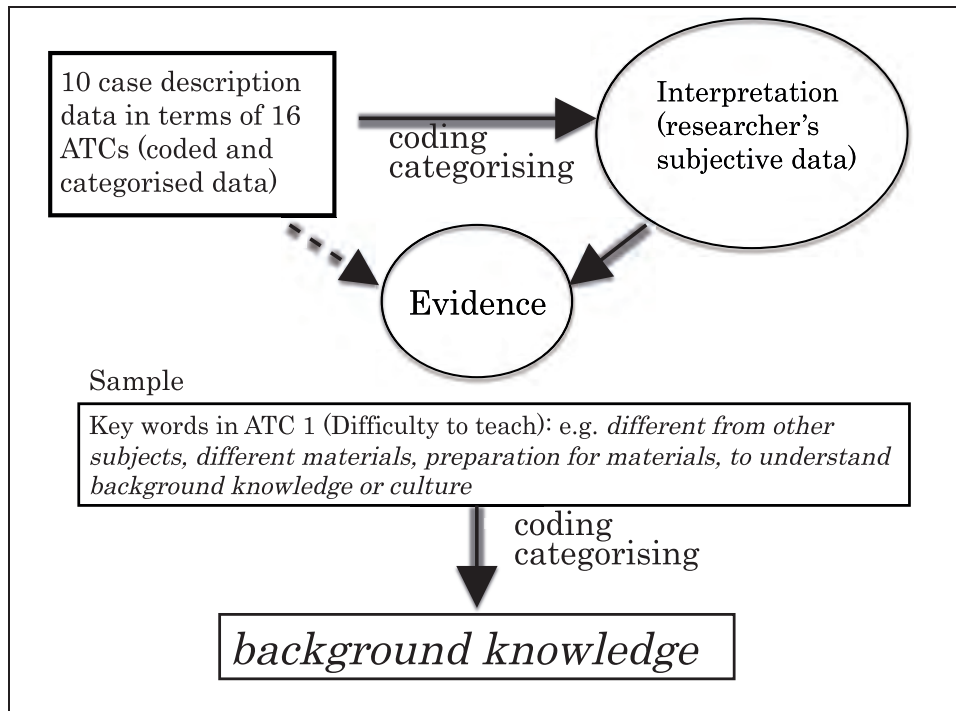 10 case description
data in terms of 16
ATCs (coded and
categorised data)
coding
categorising
Interpretation
(researcher's
subjective data)
Evidence
Sample
Key words in ATC 1 (Difficulty to teach): e.g. different from other
subjects, different materials, preparation for materials, to understand
background knowledge or culture
coding
categorising
background knowledge